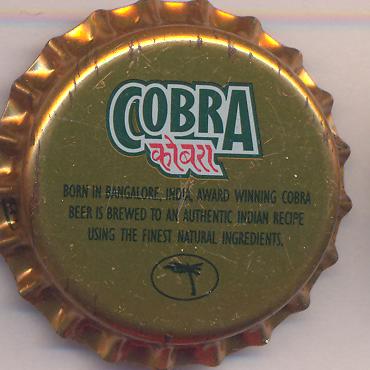 COBRA
कोबरा
BORN IN BANGALORE, INDIA, AWARD WINNING COBRA
BEER IS BREWED TO AN AUTHENTIC INDIAN RECIPE
USING THE FINEST NATURAL INGREDIENTS.